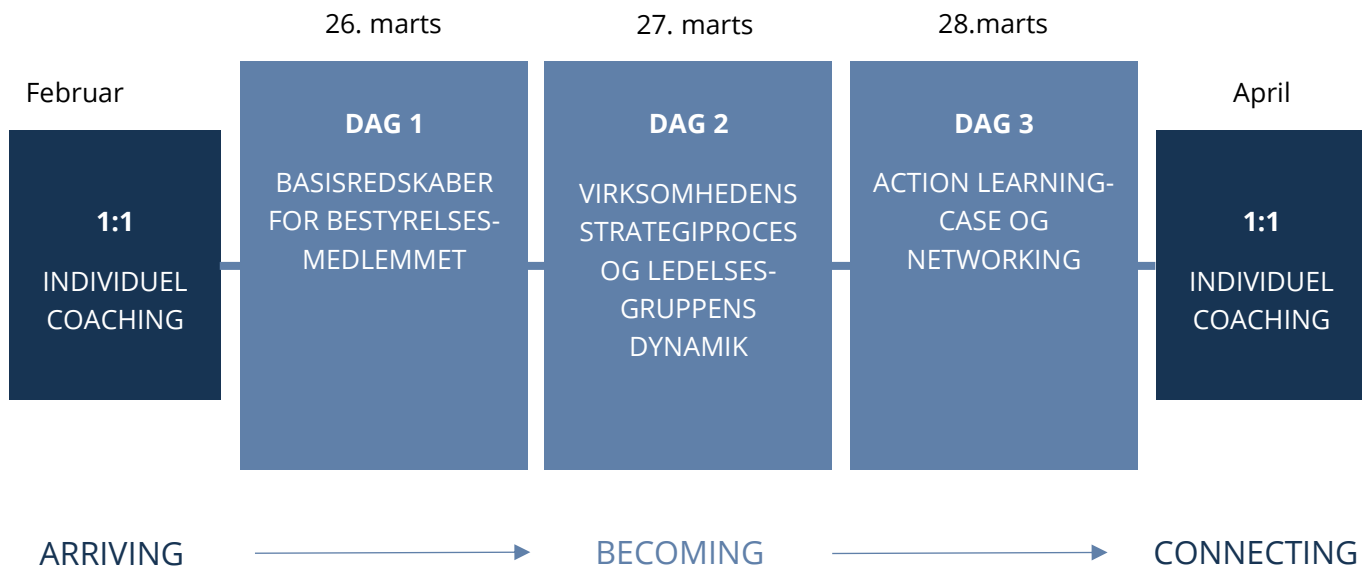 Februar
1:1
INDIVIDUEL
COACHING
26. marts
DAG 1
BASISREDSKABER
FOR BESTYRELSES-
MEDLEMMET
27. marts
DAG 2
VIRKSOMHEDENS
STRATEGIPROCES
OG LEDELSES-
GRUPPENS
DYNAMIK
28.marts
DAG 3
ACTION LEARNING-
CASE OG
NETWORKING
April
1:1
INDIVIDUEL
COACHING
ARRIVING
BECOMING
CONNECTING